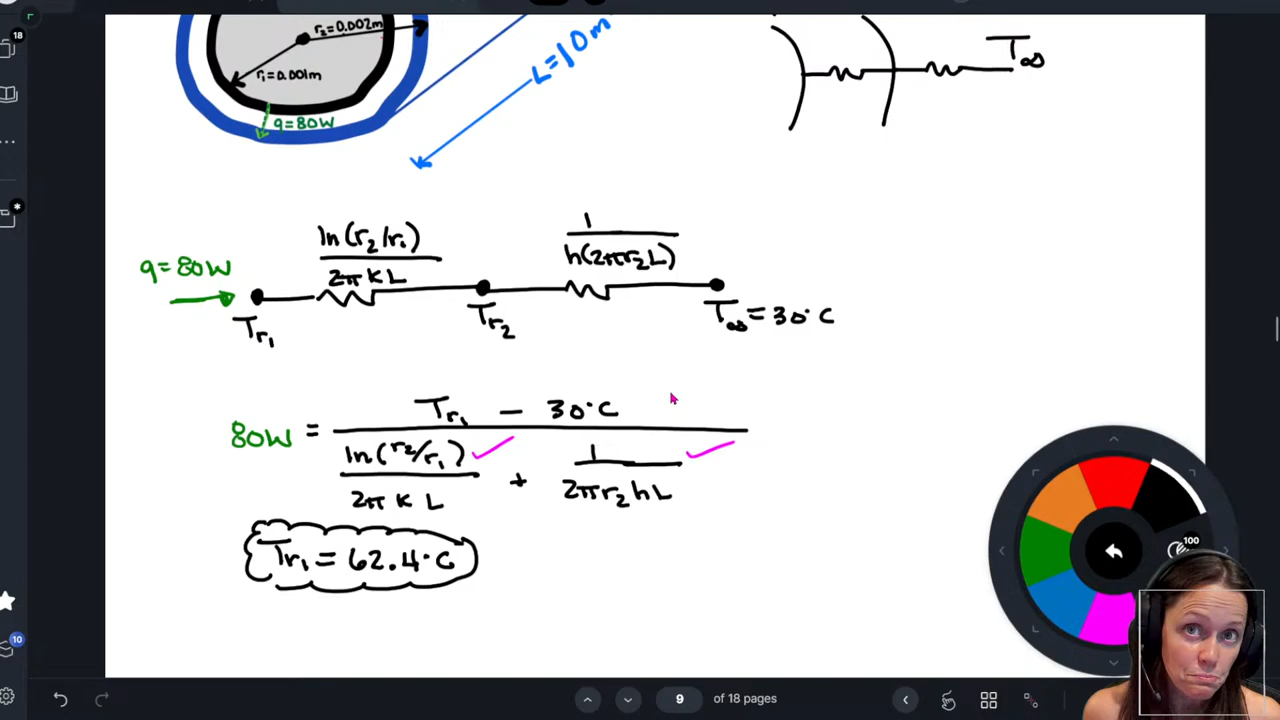 18
r₂=0.002m
r₁=0.001m
q=80W
L=10m
T∞
q=80W
ln(r₂/r₁)
2πKL
1
h(2πr₂L)
Tr₁
Tr₂
T∞=30°C
80W = Tr₁ - 30°C
ln(r₂/r₁)
2πKL
+
1
2πr₂hL
Tr₁=62.4°C
100
10
9
of 18 pages